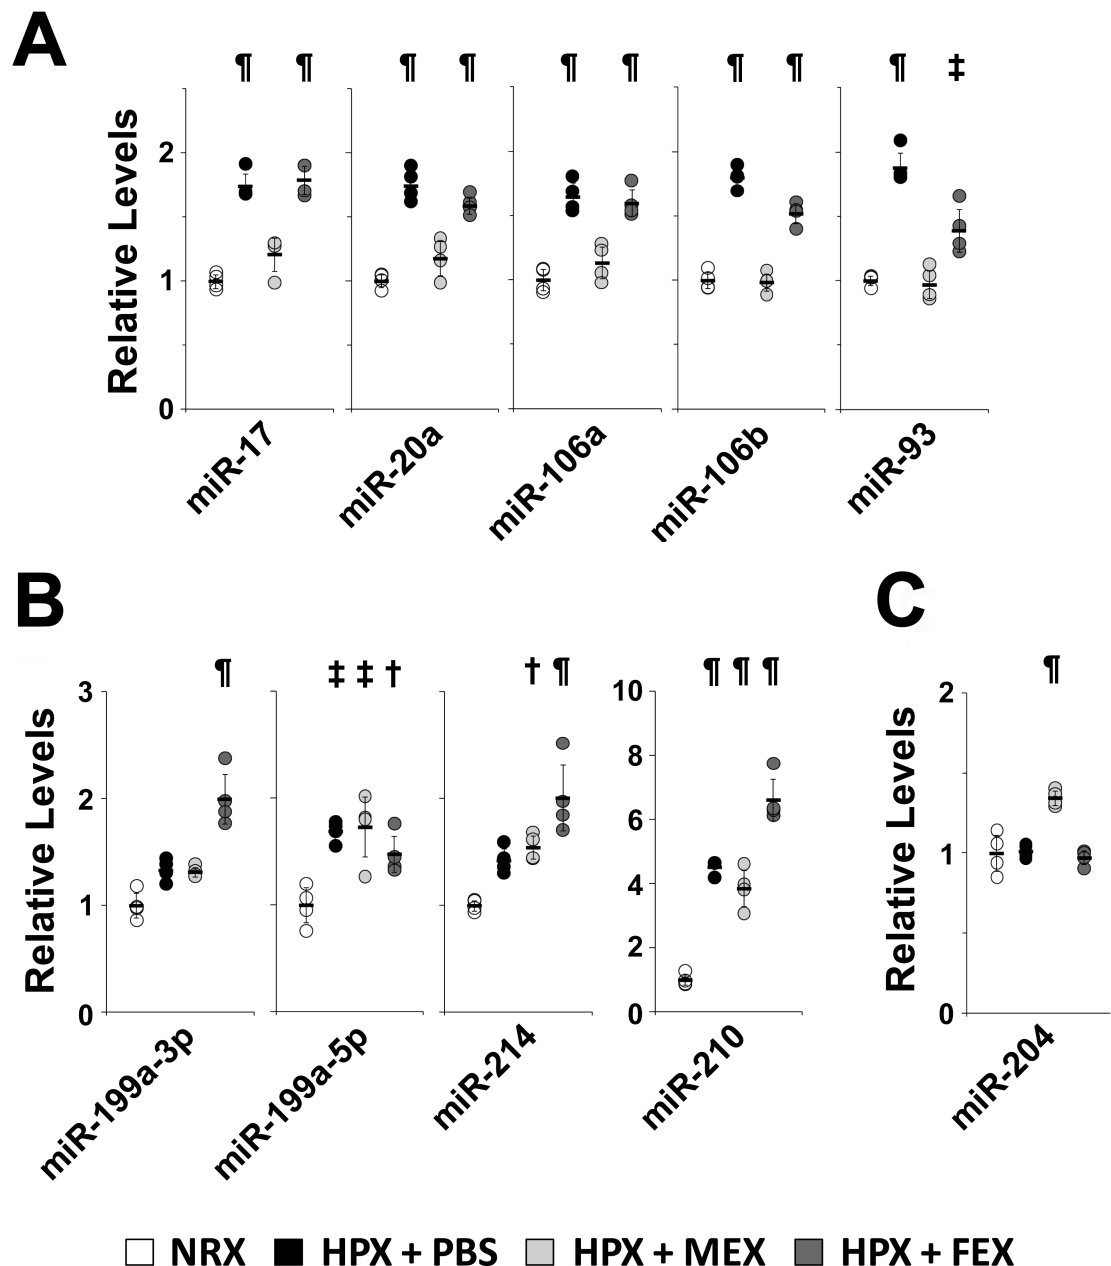 A
¶ ¶ ¶ ¶ ¶ ¶ ¶ ¶ ¶ ‡
Relative Levels
2
1
0
miR-17 miR-20a miR-106a miR-106b miR-93
B C
¶ ‡ ‡ † † ¶ ¶ ¶ ¶ ¶
Relative Levels
3
2
1
0
10
8
6
4
2
0
Relative Levels
2
1
0
miR-199a-3p miR-199a-5p miR-214 miR-210 miR-204
NRX HPX + PBS HPX + MEX HPX + FEX